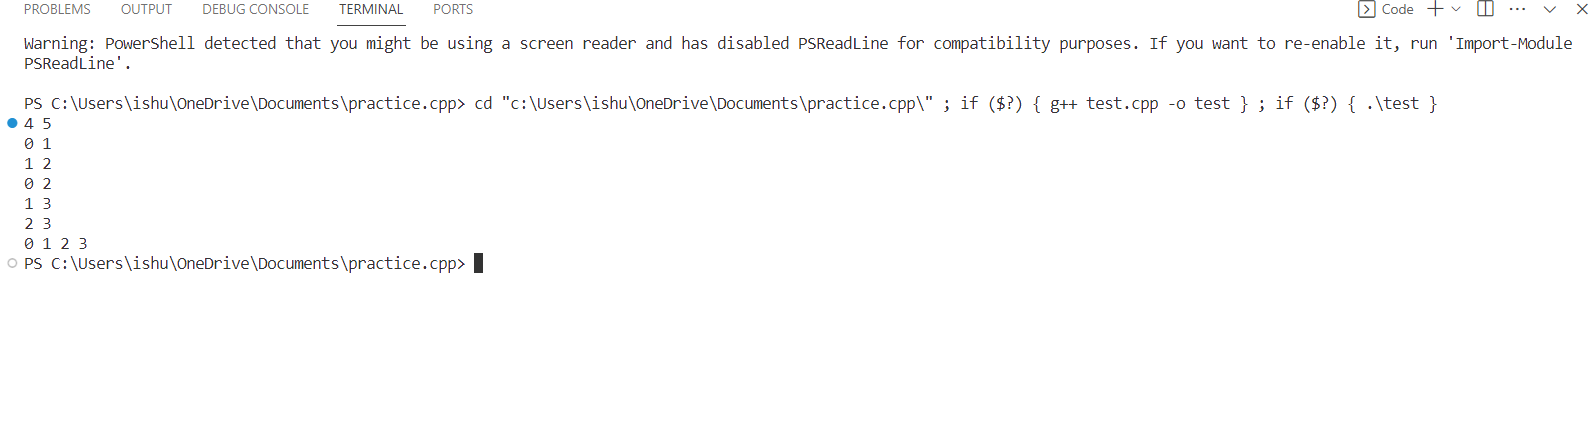 PROBLEMS OUTPUT DEBUG CONSOLE TERMINAL PORTS Code
Warning: PowerShell detected that you might be using a screen reader and has disabled PSReadLine for compatibility purposes. If you want to re-enable it, run 'Import-Module
PSReadLine'.
PS C:\Users\ishu\OneDrive\Documents\practice.cpp> cd "c:\Users\ishu\OneDrive\Documents\practice.cpp\" ; if ($?) { g++ test.cpp -o test } ; if ($?) { .\test }
4 5
0 1
1 2
0 2
1 3
2 3
0 1 2 3
PS C:\Users\ishu\OneDrive\Documents\practice.cpp>